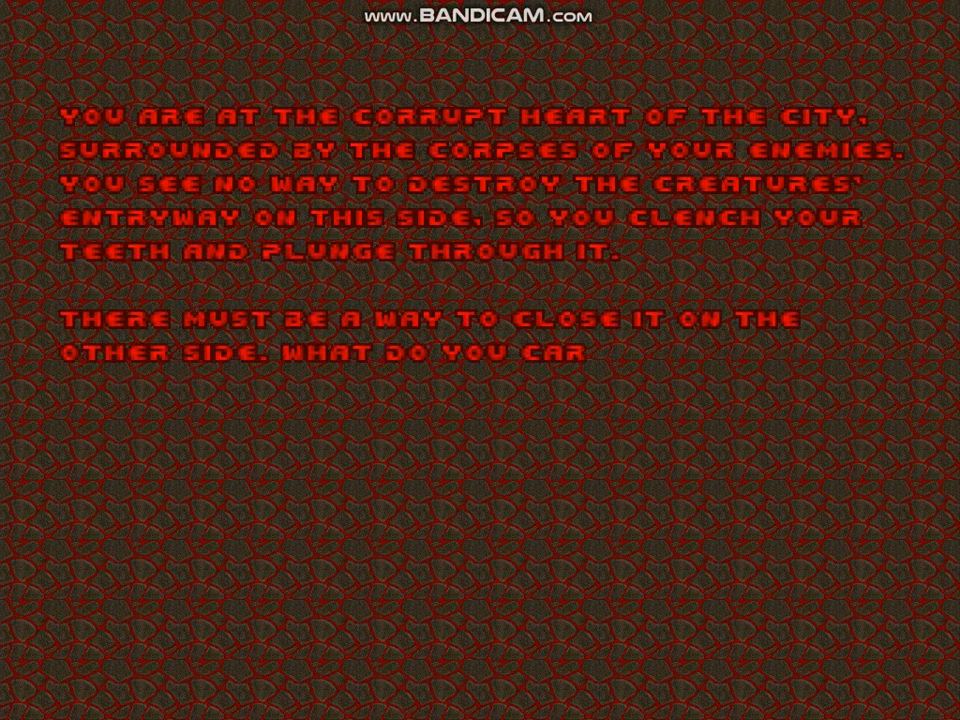 www.BANDICAM.com
YOU ARE AT THE CORRUPT HEART OF THE CITY,
SURROUNDED BY THE CORPSES OF YOUR ENEMIES.
YOU SEE NO WAY TO DESTROY THE CREATURES'
ENTRYWAY ON THIS SIDE, SO YOU CLENCH YOUR
TEETH AND PLUNGE THROUGH IT.
THERE MUST BE A WAY TO CLOSE IT ON THE
OTHER SIDE. WHAT DO YOU CAR